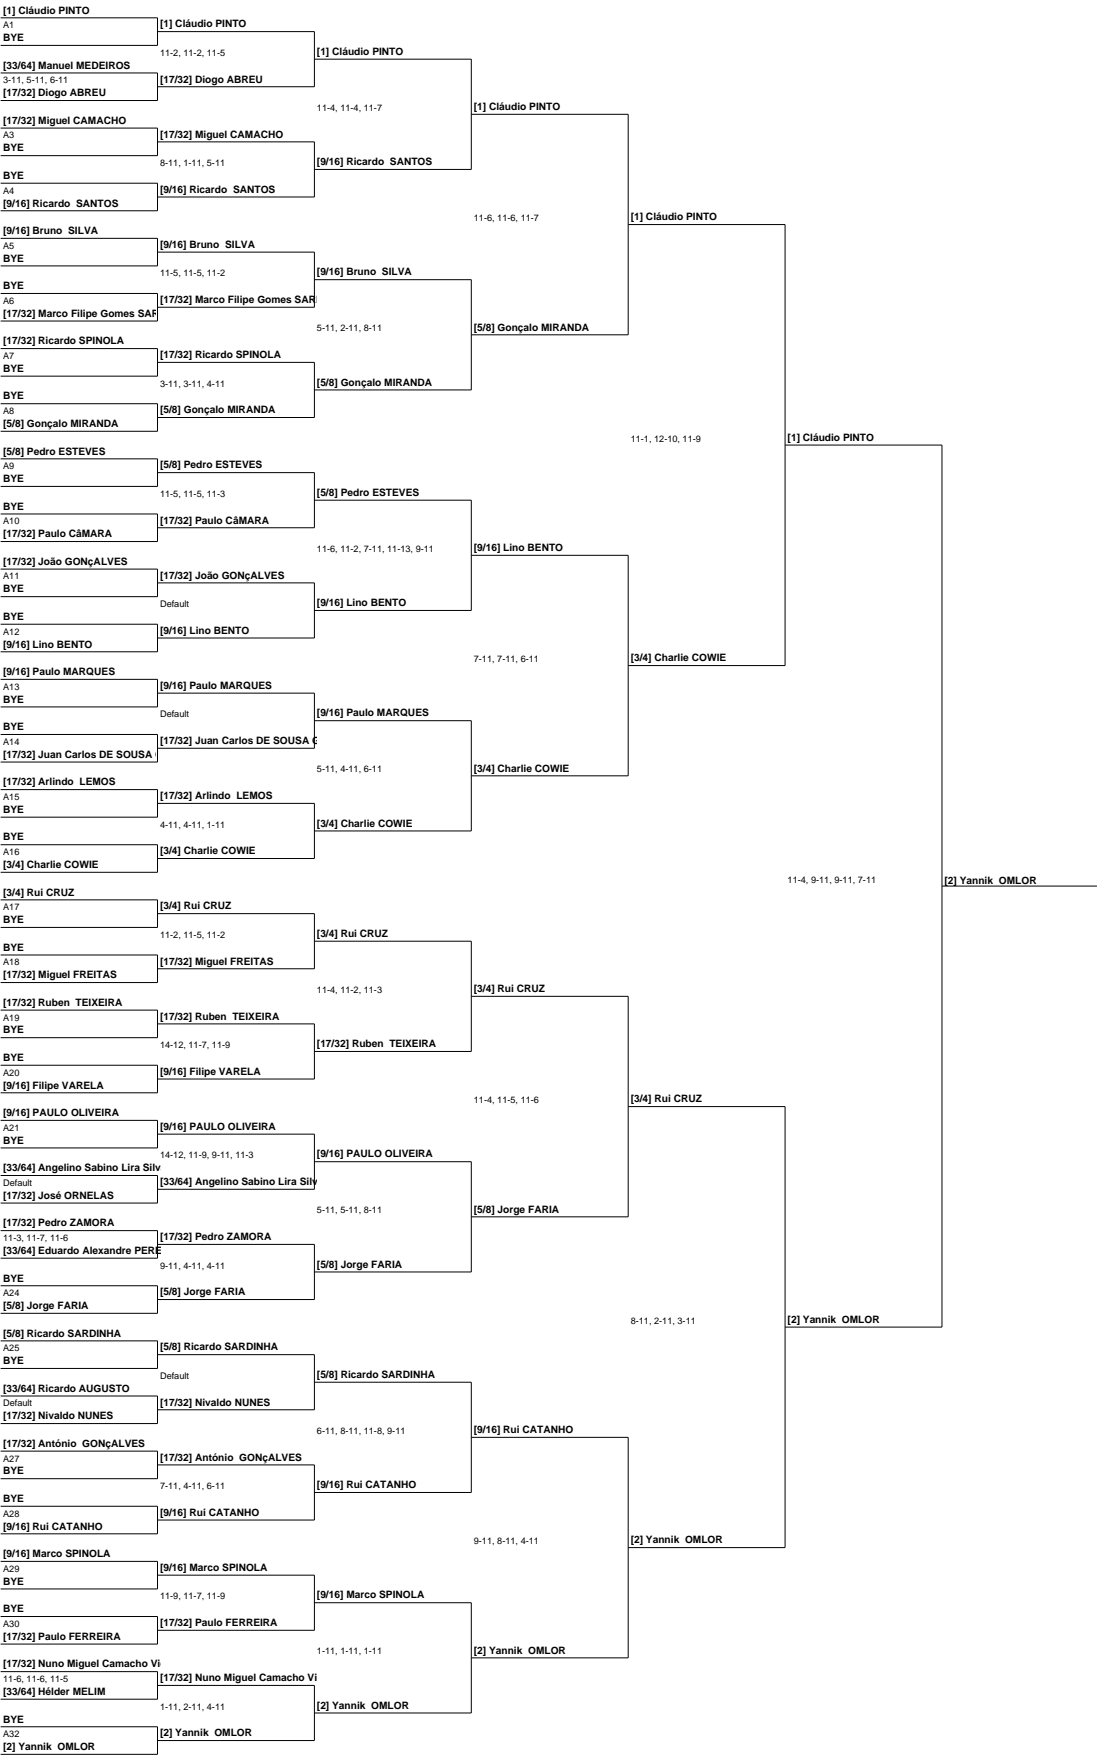 [1] Cláudio PINTO
A1
BYE
[33/64] Manuel MEDEIROS
3-11, 5-11, 6-11
[17/32] Diogo ABREU
[17/32] Miguel CAMACHO
A3
BYE
BYE
A4
[9/16] Ricardo SANTOS
[9/16] Bruno SILVA
A5
BYE
BYE
A6
[17/32] Marco Filipe Gomes SAR
[17/32] Ricardo SPINOLA
A7
BYE
BYE
A8
[5/8] Gonçalo MIRANDA
[5/8] Pedro ESTEVES
A9
BYE
BYE
A10
[17/32] Paulo CâMARA
[17/32] João GONçALVES
A11
BYE
BYE
A12
[9/16] Lino BENTO
[9/16] Paulo MARQUES
A13
BYE
BYE
A14
[17/32] Juan Carlos DE SOUSA
[17/32] Arlindo LEMOS
A15
BYE
BYE
A16
[3/4] Charlie COWIE
[3/4] Rui CRUZ
A17
BYE
BYE
A18
[17/32] Miguel FREITAS
[17/32] Ruben TEIXEIRA
A19
BYE
BYE
A20
[9/16] Filipe VARELA
[9/16] PAULO OLIVEIRA
A21
BYE
[33/64] Angelino Sabino Lira Silv
Default
[17/32] José ORNELAS
[17/32] Pedro ZAMORA
11-3, 11-7, 11-6
[33/64] Eduardo Alexandre PERE
BYE
A24
[5/8] Jorge FARIA
[5/8] Ricardo SARDINHA
A25
BYE
[33/64] Ricardo AUGUSTO
Default
[17/32] Nivaldo NUNES
[17/32] António GONçALVES
A27
BYE
BYE
A28
[9/16] Rui CATANHO
[9/16] Marco SPINOLA
A29
BYE
BYE
A30
[17/32] Paulo FERREIRA
[17/32] Nuno Miguel Camacho Vi
11-6, 11-6, 11-5
[33/64] Hélder MELIM
BYE
A32
[2] Yannik OMLOR
[1] Cláudio PINTO
11-2, 11-2, 11-5
[17/32] Diogo ABREU
[17/32] Miguel CAMACHO
8-11, 1-11, 5-11
[9/16] Ricardo SANTOS
[9/16] Bruno SILVA
11-5, 11-5, 11-2
[17/32] Marco Filipe Gomes SAR
[17/32] Ricardo SPINOLA
3-11, 3-11, 4-11
[5/8] Gonçalo MIRANDA
[5/8] Pedro ESTEVES
11-5, 11-5, 11-3
[17/32] Paulo CâMARA
[17/32] João GONçALVES
Default
[9/16] Lino BENTO
[9/16] Paulo MARQUES
Default
[17/32] Juan Carlos DE SOUSA G
[17/32] Arlindo LEMOS
4-11, 4-11, 1-11
[3/4] Charlie COWIE
[3/4] Rui CRUZ
11-2, 11-5, 11-2
[17/32] Miguel FREITAS
[17/32] Ruben TEIXEIRA
14-12, 11-7, 11-9
[9/16] Filipe VARELA
[9/16] PAULO OLIVEIRA
14-12, 11-9, 9-11, 11-3
[33/64] Angelino Sabino Lira Silv
[17/32] Pedro ZAMORA
9-11, 4-11, 4-11
[5/8] Jorge FARIA
[5/8] Ricardo SARDINHA
Default
[17/32] Nivaldo NUNES
[17/32] António GONçALVES
7-11, 4-11, 6-11
[9/16] Rui CATANHO
[9/16] Marco SPINOLA
11-9, 11-7, 11-9
[17/32] Paulo FERREIRA
[17/32] Nuno Miguel Camacho Vi
1-11, 2-11, 4-11
[2] Yannik OMLOR
[1] Cláudio PINTO
11-4, 11-4, 11-7
[9/16] Ricardo SANTOS
[9/16] Bruno SILVA
5-11, 2-11, 8-11
[5/8] Gonçalo MIRANDA
[5/8] Pedro ESTEVES
11-6, 11-2, 7-11, 11-13, 9-11
[9/16] Lino BENTO
[9/16] Paulo MARQUES
5-11, 4-11, 6-11
[3/4] Charlie COWIE
[3/4] Rui CRUZ
11-4, 11-2, 11-3
[17/32] Ruben TEIXEIRA
[9/16] PAULO OLIVEIRA
5-11, 5-11, 8-11
[5/8] Jorge FARIA
[5/8] Ricardo SARDINHA
6-11, 8-11, 11-8, 9-11
[9/16] Rui CATANHO
[9/16] Marco SPINOLA
1-11, 1-11, 1-11
[2] Yannik OMLOR
[1] Cláudio PINTO
11-6, 11-6, 11-7
[5/8] Gonçalo MIRANDA
[9/16] Lino BENTO
7-11, 7-11, 6-11
[3/4] Charlie COWIE
[3/4] Rui CRUZ
11-4, 11-5, 11-6
[5/8] Jorge FARIA
[9/16] Rui CATANHO
9-11, 8-11, 4-11
[2] Yannik OMLOR
[1] Cláudio PINTO
11-1, 12-10, 11-9
[3/4] Charlie COWIE
[3/4] Rui CRUZ
8-11, 2-11, 3-11
[2] Yannik OMLOR
[1] Cláudio PINTO
11-4, 9-11, 9-11, 7-11
[2] Yannik OMLOR
[2] Yannik OMLOR